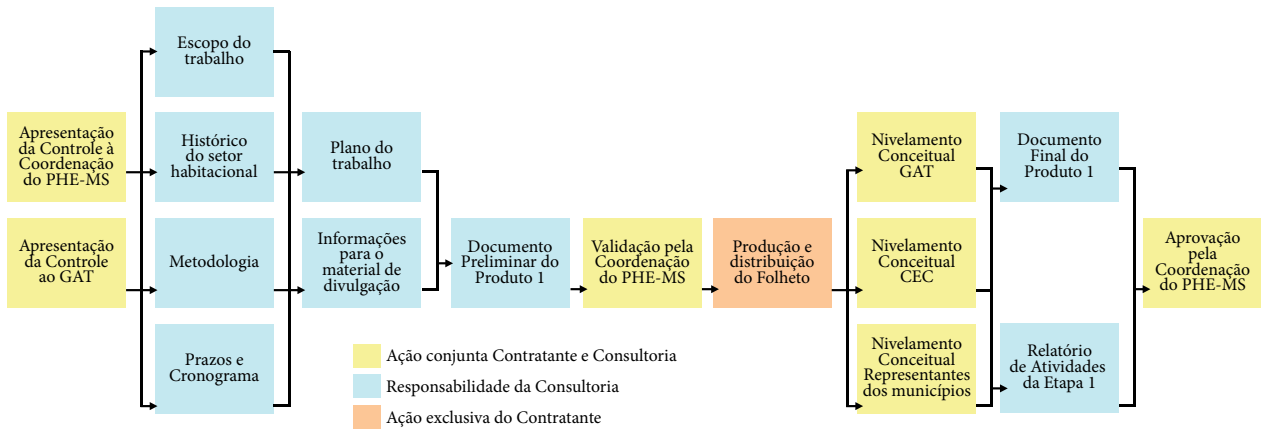 Escopo do
trabalho
Apresentação
da Controle à
Coordenação
do PHE-MS
Histórico
do setor
habitacional
Plano do
trabalho
Nivelamento
Conceitual
GAT
Documento
Final do
Produto 1
Apresentação
da Controle
ao GAT
Metodologia
Informações
para o
material de
divulgação
Documento
Preliminar do
Produto 1
Validação pela
Coordenação
do PHE-MS
Produção e
distribuição
do Folheto
Nivelamento
Conceitual
CEC
Aprovação
pela
Coordenação
do PHE-MS
Prazos e
Cronograma
Nivelamento
Conceitual
Representantes
dos municípios
Relatório
de Atividades
da Etapa 1
Ação conjunta Contratante e Consultoria
Responsabilidade da Consultoria
Ação exclusiva do Contratante